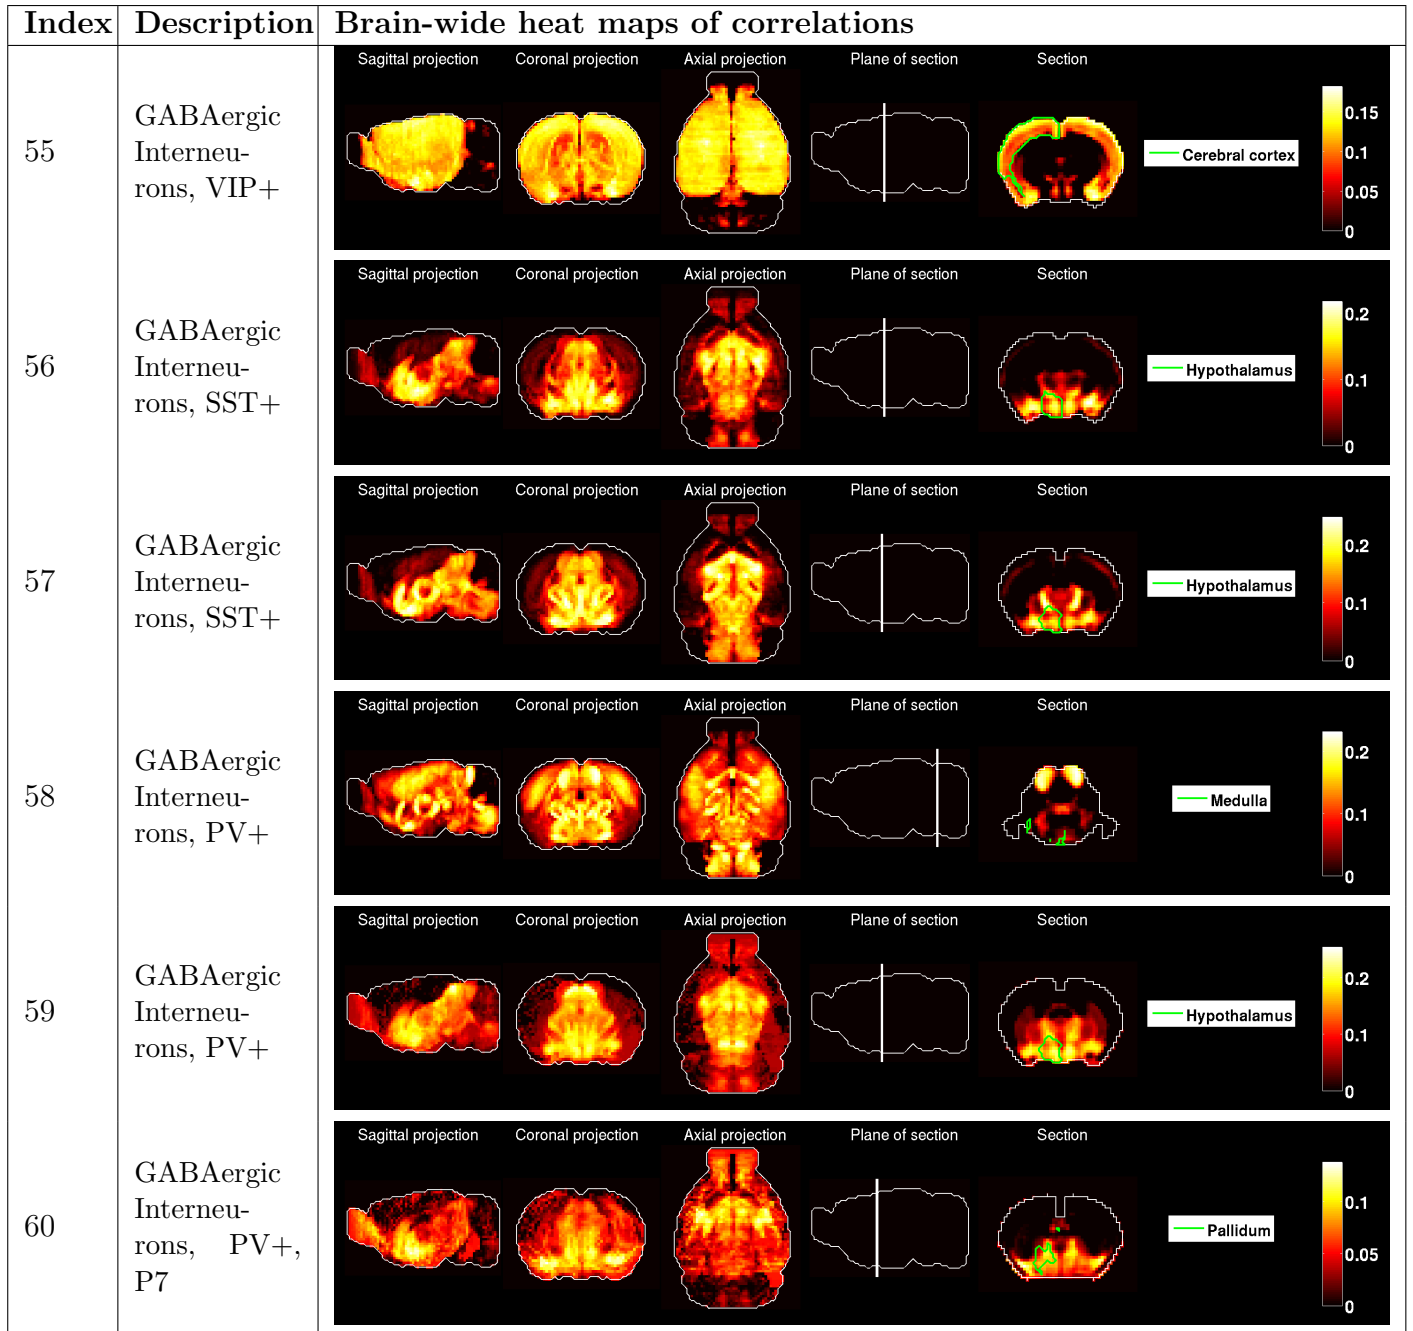 Index Description Brain-wide heat maps of correlations
Sagittal projection Coronal projection Axial projection Plane of section Section
55
GABAergic
Interneu-
rons, VIP+
Cerebral cortex
0.15
0.1
0.05
0
Sagittal projection Coronal projection Axial projection Plane of section Section
56
GABAergic
Interneu-
rons, SST+
Hypothalamus
0.2
0.1
0
Sagittal projection Coronal projection Axial projection Plane of section Section
57
GABAergic
Interneu-
rons, SST+
Hypothalamus
0.2
0.1
0
Sagittal projection Coronal projection Axial projection Plane of section Section
58
GABAergic
Interneu-
rons, PV+
Medulla
0.2
0.1
0
Sagittal projection Coronal projection Axial projection Plane of section Section
59
GABAergic
Interneu-
rons, PV+
Hypothalamus
0.2
0.1
0
Sagittal projection Coronal projection Axial projection Plane of section Section
60
GABAergic
Interneu-
rons, PV+,
P7
Pallidum
0.1
0.05
0